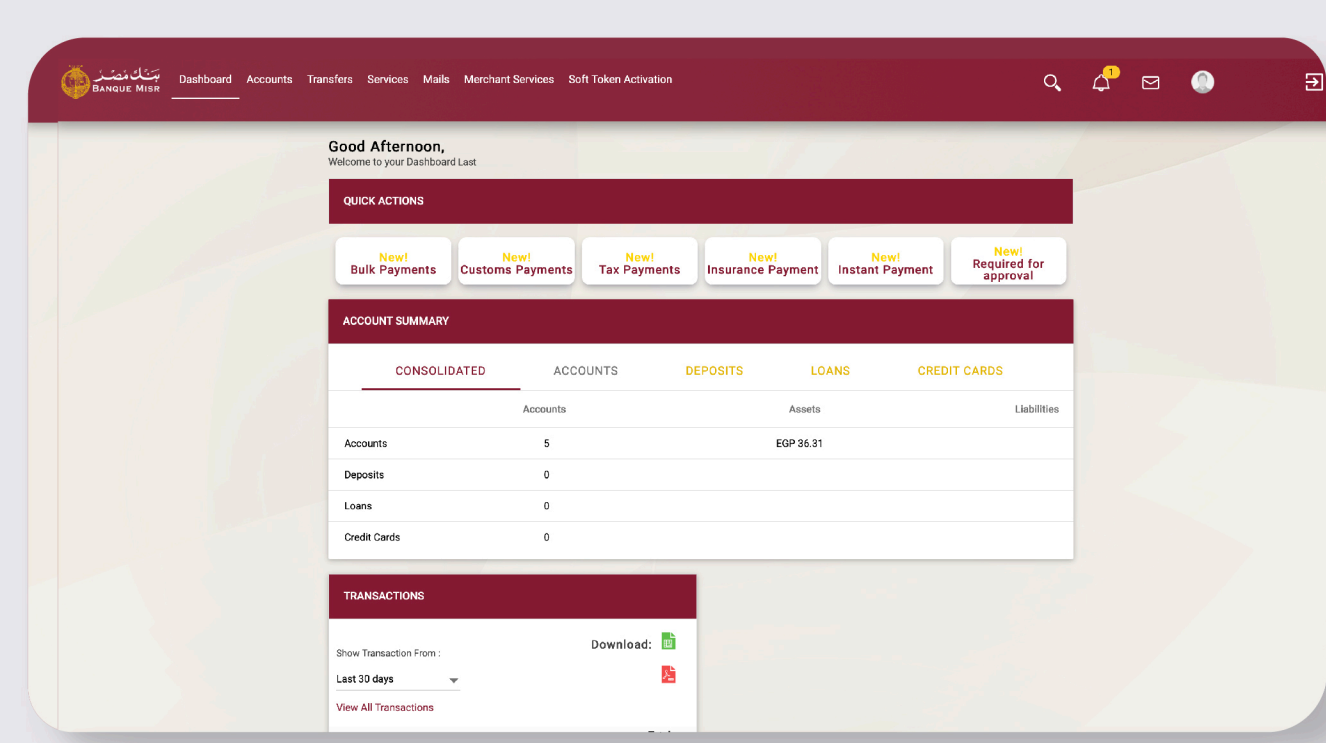 بنك مصر
BANQUE MISR
Dashboard Accounts Transfers Services Mails Merchant Services Soft Token Activation
1
Good Afternoon,
Welcome to your Dashboard Last
QUICK ACTIONS
New!
Bulk Payments
New!
Customs Payments
New!
Tax Payments
New!
Insurance Payment
New!
Instant Payment
New!
Required for
approval
ACCOUNT SUMMARY
CONSOLIDATED ACCOUNTS DEPOSITS LOANS CREDIT CARDS
Accounts Assets Liabilities
Accounts 5 EGP 36.31
Deposits 0
Loans 0
Credit Cards 0
TRANSACTIONS
Download:
Show Transaction From :
Last 30 days
View All Transactions